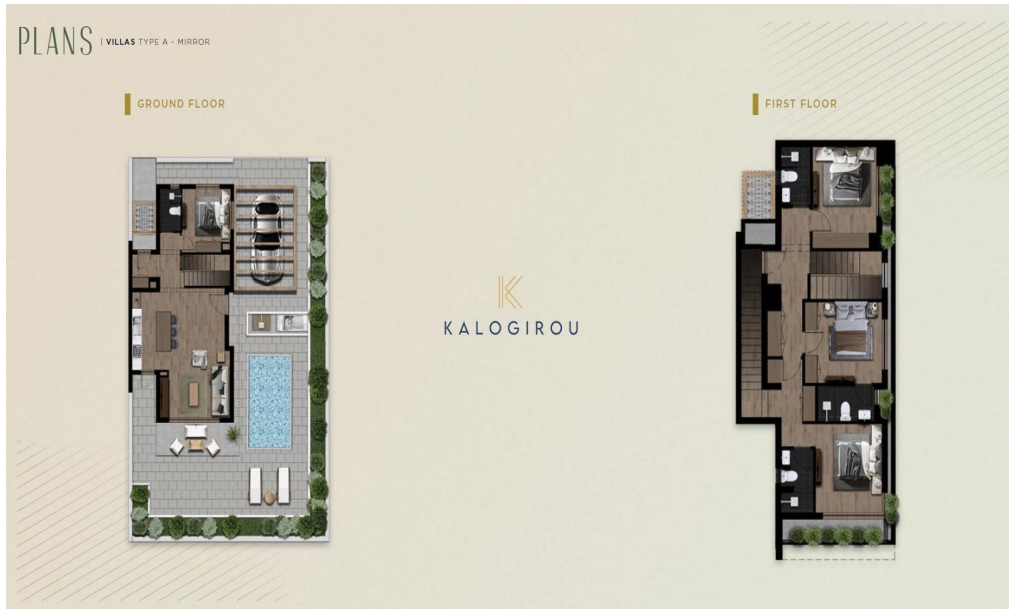 PLANS | VILLAS TYPE A - MIRROR
GROUND FLOOR
FIRST FLOOR
KALOGIROU